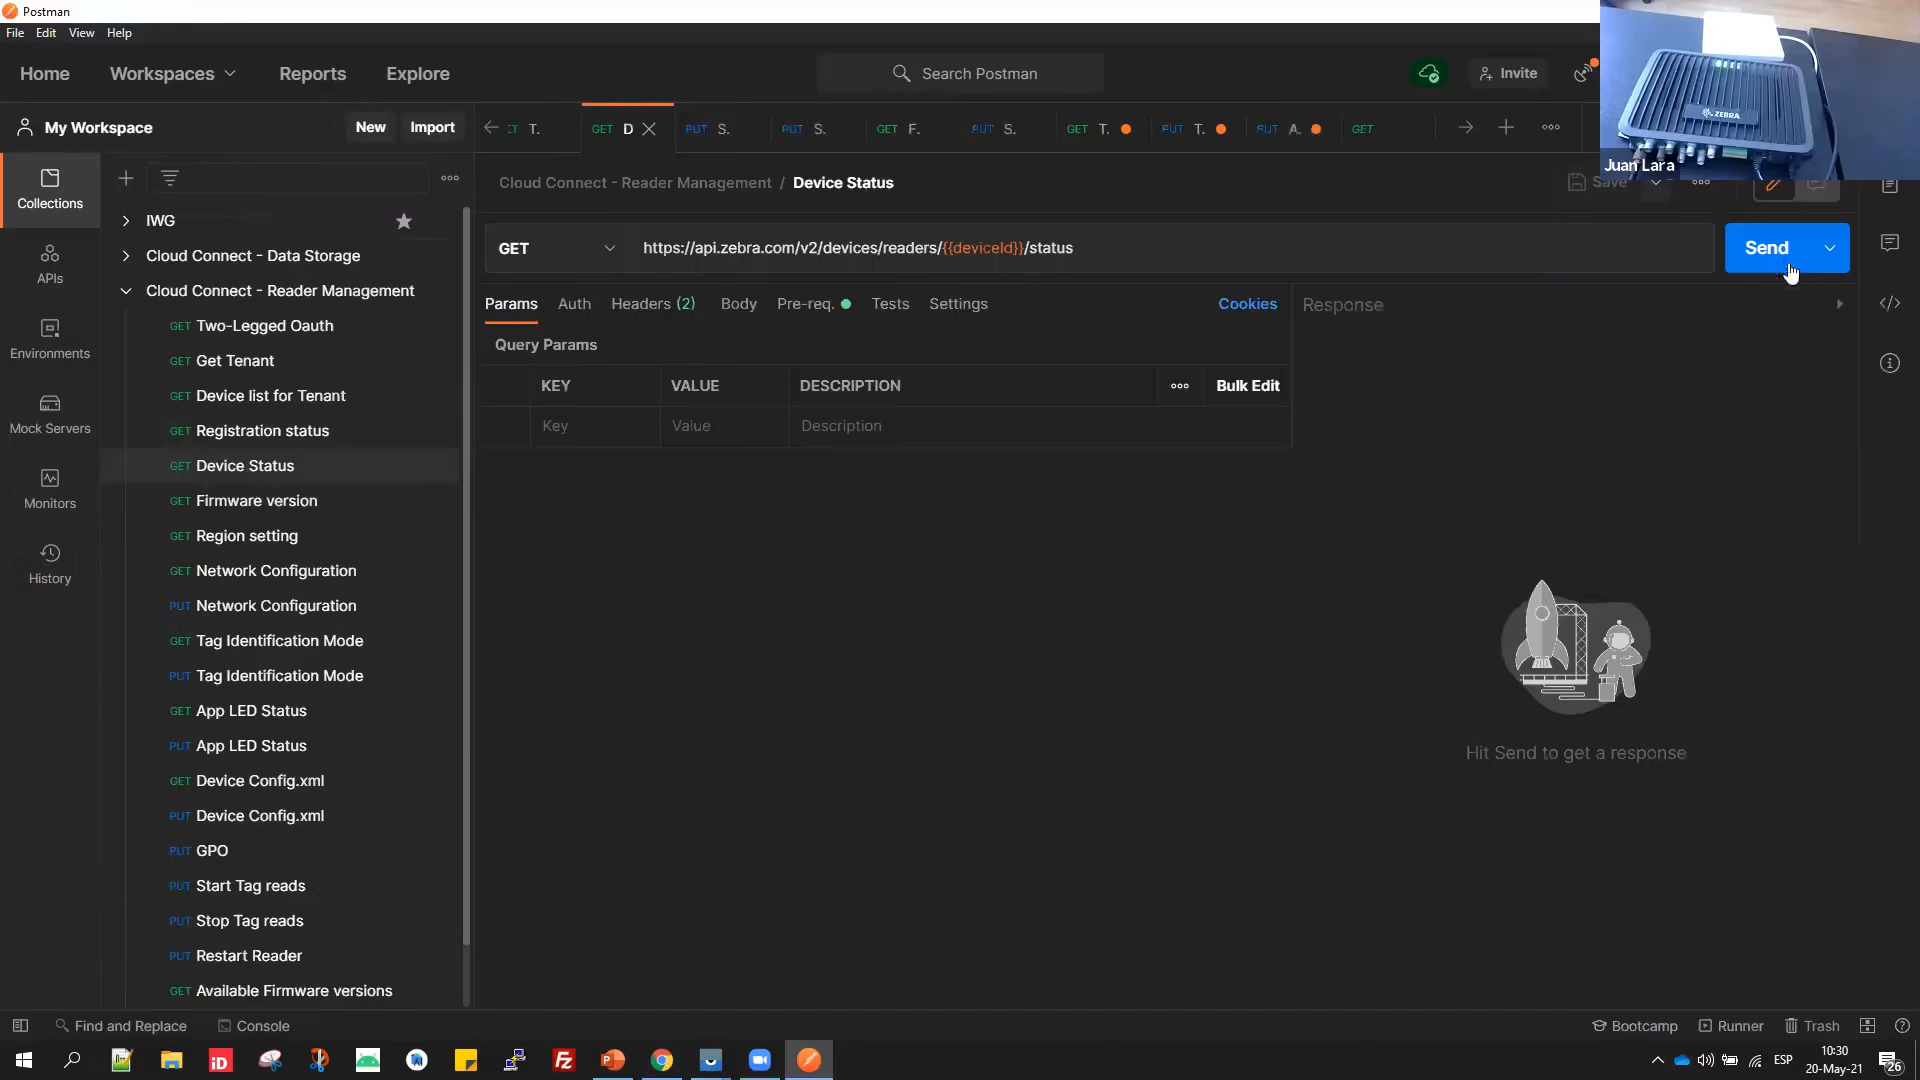 Postman
File Edit View Help
Home Workspaces Reports Explore Search Postman Invite
ZEBRA
Juan Lara
My Workspace New Import
T. GET D PUT S. PUT S. GET F. PUT S. GET T. PUT T. PUT A. GET
Cloud Connect - Reader Management / Device Status Save
Collections
APIs
Environments
Mock Servers
Monitors
History
IWG
Cloud Connect - Data Storage
Cloud Connect - Reader Management
GET Two-Legged Oauth
GET Get Tenant
GET Device list for Tenant
GET Registration status
GET Device Status
GET Firmware version
GET Region setting
GET Network Configuration
PUT Network Configuration
GET Tag Identification Mode
PUT Tag Identification Mode
GET App LED Status
PUT App LED Status
GET Device Config.xml
PUT Device Config.xml
PUT GPO
PUT Start Tag reads
PUT Stop Tag reads
PUT Restart Reader
GET Available Firmware versions
GET https://api.zebra.com/v2/devices/readers/{{deviceId}}/status Send
Params Auth Headers (2) Body Pre-req. Tests Settings Cookies
Query Params
KEY VALUE DESCRIPTION Bulk Edit
Key Value Description
Response
Hit Send to get a response
Find and Replace Console Bootcamp Runner Trash
iD
ESP
10:30
20-May-21
26